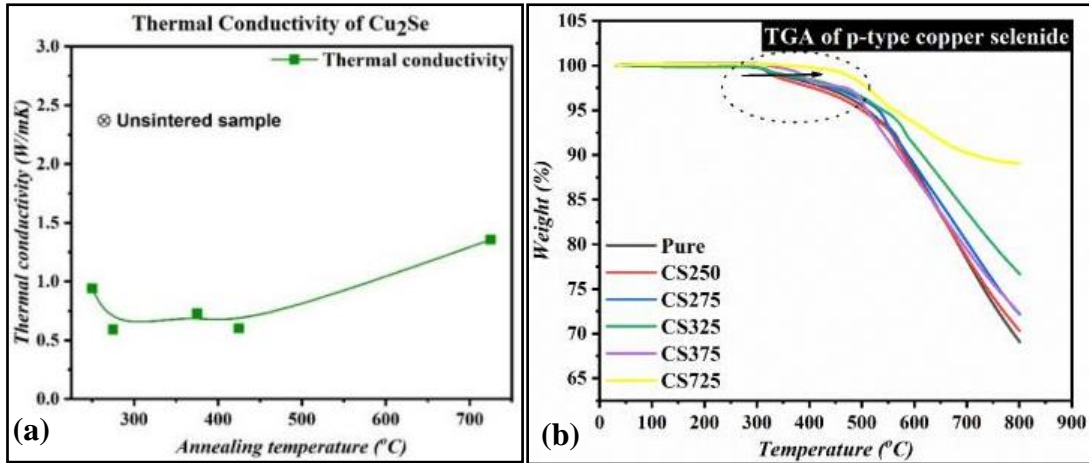 Thermal Conductivity of Cu₂Se
3.0
2.5
2.0
1.5
1.0
0.5
0.0
Thermal conductivity (W/mK)
Thermal conductivity
Unsintered sample
300
400
500
600
700
Annealing temperature (°C)
(a)
105
100
95
90
85
80
75
70
65
Weight (%)
TGA of p-type copper selenide
Pure
CS250
CS275
CS325
CS375
CS725
0
100
200
300
400
500
600
700
800
900
Temperature (°C)
(b)